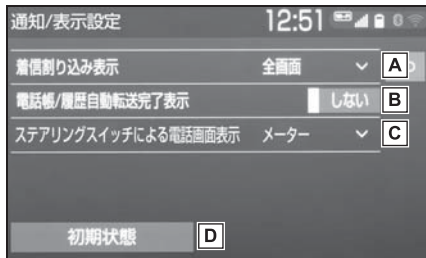 通知/表示設定 12:51 0
着信割り込み表示 全画面 A
電話帳/履歴自動転送完了表示 しない B
ステアリングスイッチによる電話画面表示 メーター C
初期状態 D